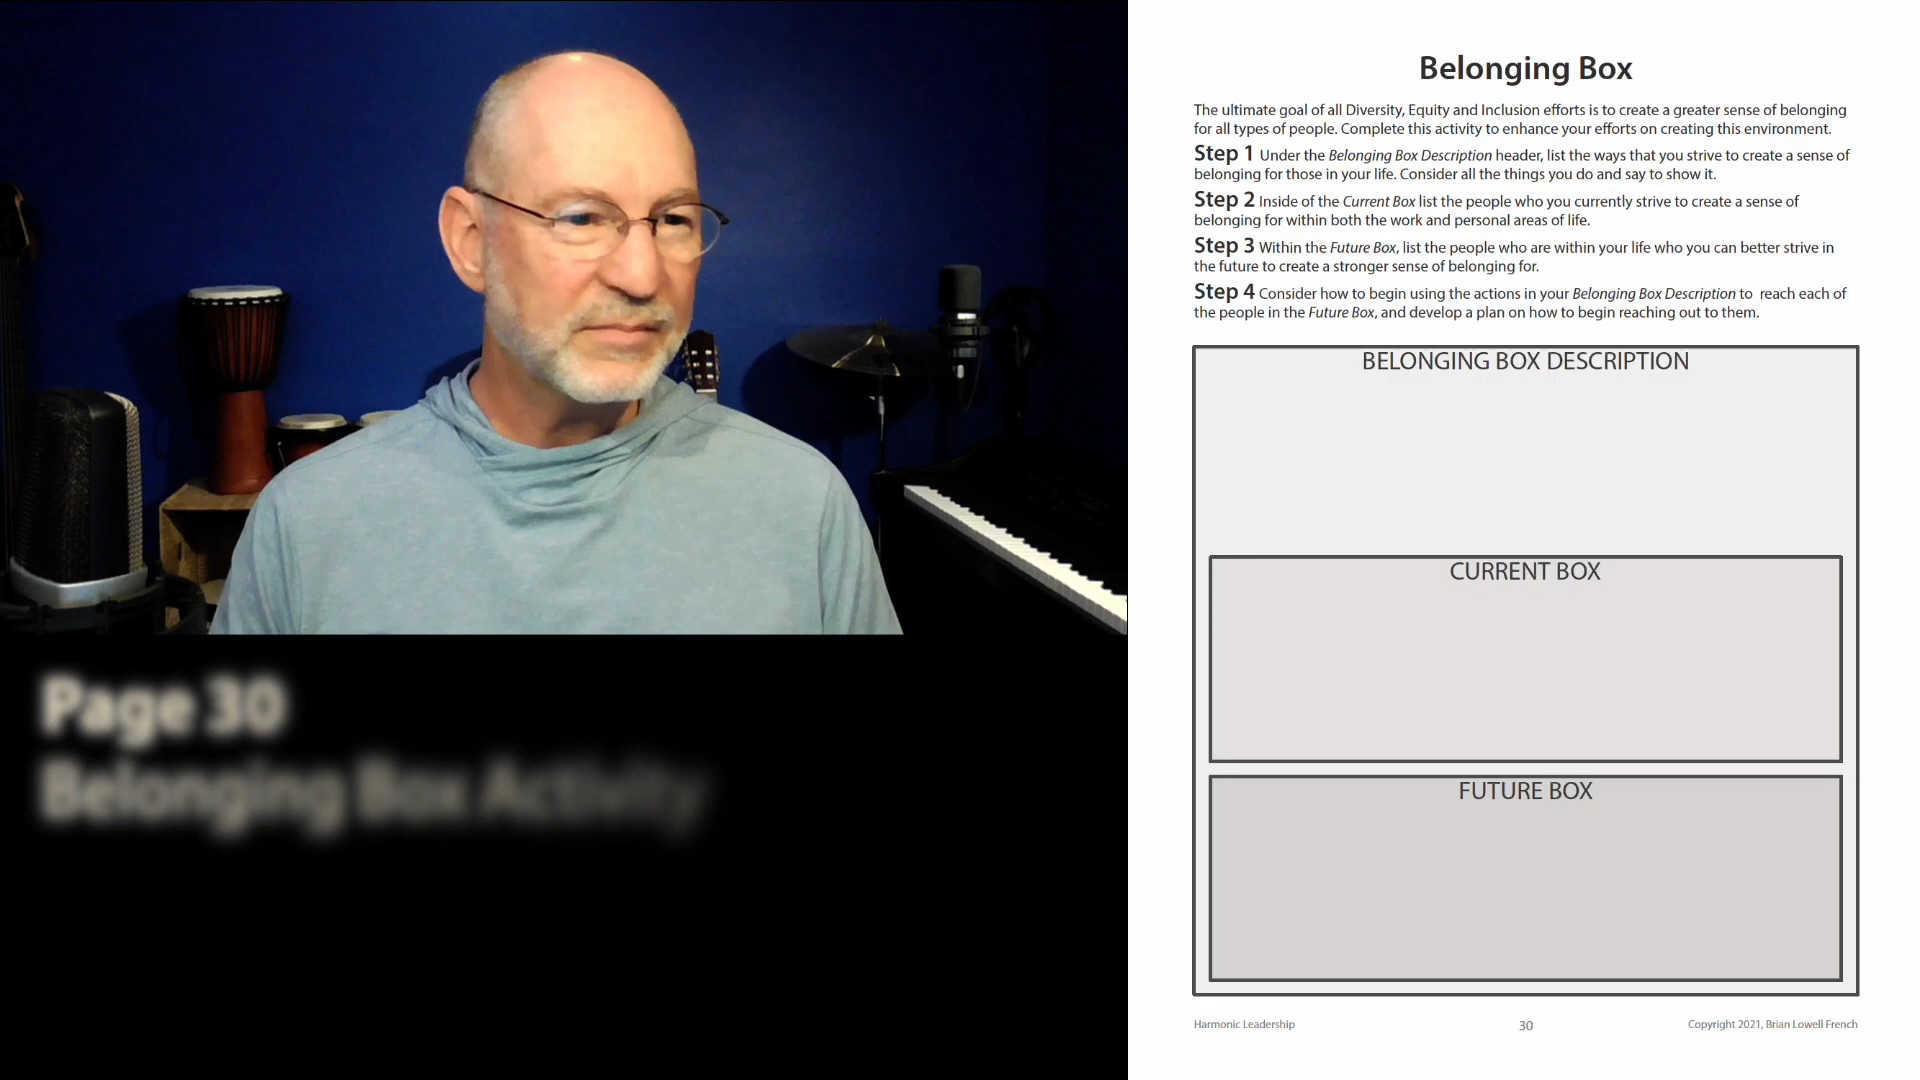 Page 30
Belonging Box Activity
Belonging Box
The ultimate goal of all Diversity, Equity and Inclusion efforts is to create a greater sense of belonging
for all types of people. Complete this activity to enhance your efforts on creating this environment.
Step 1 Under the Belonging Box Description header, list the ways that you strive to create a sense of
belonging for those in your life. Consider all the things you do and say to show it.
Step 2 Inside of the Current Box list the people who you currently strive to create a sense of
belonging for within both the work and personal areas of life.
Step 3 Within the Future Box, list the people who are within your life who you can better strive in
the future to create a stronger sense of belonging for.
Step 4 Consider how to begin using the actions in your Belonging Box Description to  reach each of
the people in the Future Box, and develop a plan on how to begin reaching out to them.
BELONGING BOX DESCRIPTION
CURRENT BOX
FUTURE BOX
Harmonic Leadership
30
Copyright 2021, Brian Lowell French